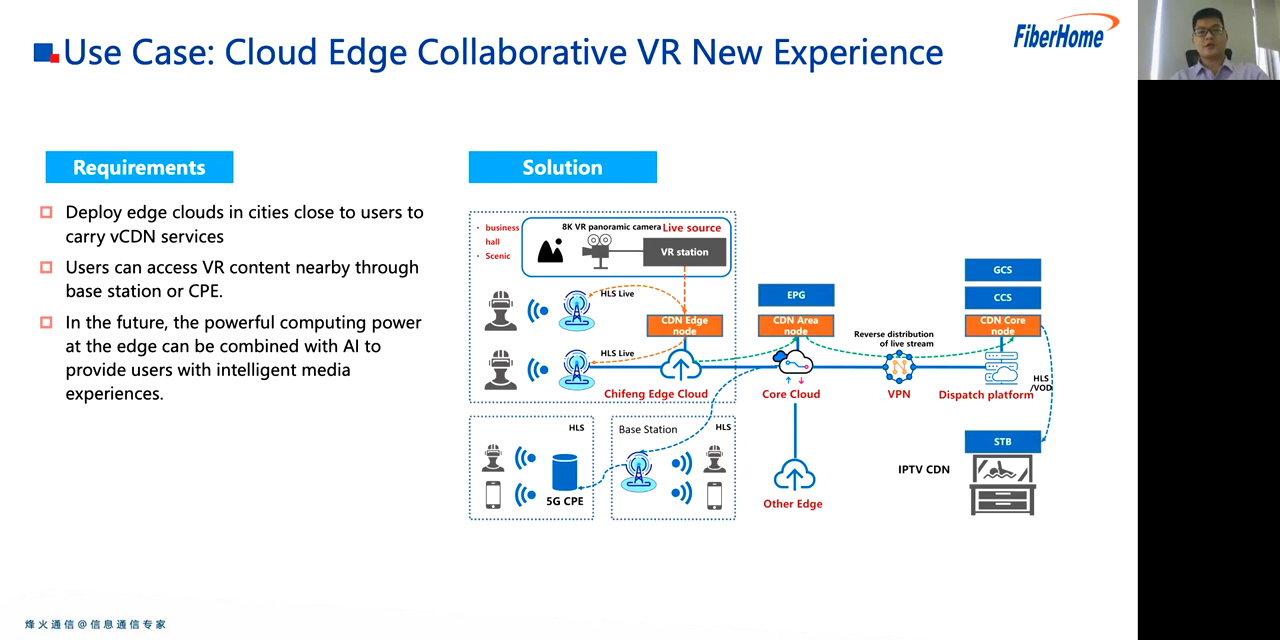 Use Case: Cloud Edge Collaborative VR New Experience
FiberHome
Requirements
Deploy edge clouds in cities close to users to
carry vCDN services
Users can access VR content nearby through
base station or CPE.
In the future, the powerful computing power
at the edge can be combined with AI to
provide users with intelligent media
experiences.
Solution
business
hall
Scenic
8K VR panoramic camera
Live source
VR station
HLS Live
CDN Edge
node
HLS Live
Chifeng Edge Cloud
EPG
CDN Area
node
Core Cloud
Reverse distribution
of live stream
VPN
GCS
CCS
CDN Core
node
Dispatch platform
HLS
/VOD
HLS
5G CPE
Base Station
HLS
Other Edge
IPTV CDN
STB
烽火通信@信息通信专家